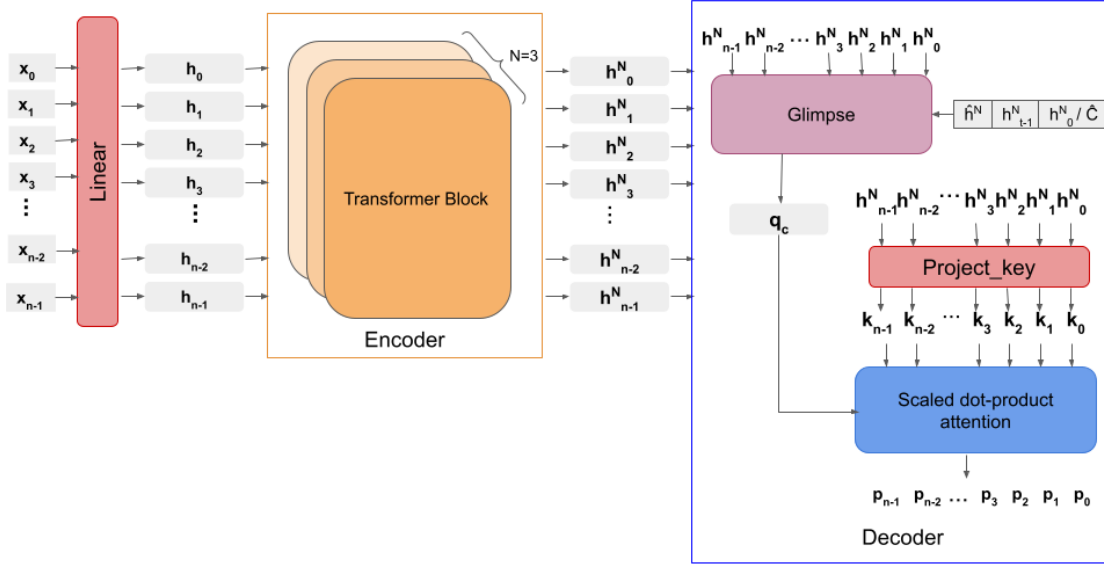 x₀
x₁
x₂
x₃
⋮
xₙ₋₂
xₙ₋₁
Linear
h₀
h₁
h₂
h₃
⋮
hₙ₋₂
hₙ₋₁
N=3
Transformer Block
Encoder
hᴺ₀
hᴺ₁
hᴺ₂
hᴺ₃
⋮
hᴺₙ₋₂
hᴺₙ₋₁
hᴺₙ₋₁ hᴺₙ₋₂ ··· hᴺ₃ hᴺ₂ hᴺ₁ hᴺ₀
Glimpse
ĥᴺ hᴺₜ₋₁ hᴺ₀ / Ĉ
q_c
hᴺₙ₋₁ hᴺₙ₋₂ ··· hᴺ₃ hᴺ₂ hᴺ₁ hᴺ₀
Project_key
kₙ₋₁ kₙ₋₂ ··· k₃ k₂ k₁ k₀
Scaled dot-product
attention
pₙ₋₁ pₙ₋₂ ... p₃ p₂ p₁ p₀
Decoder